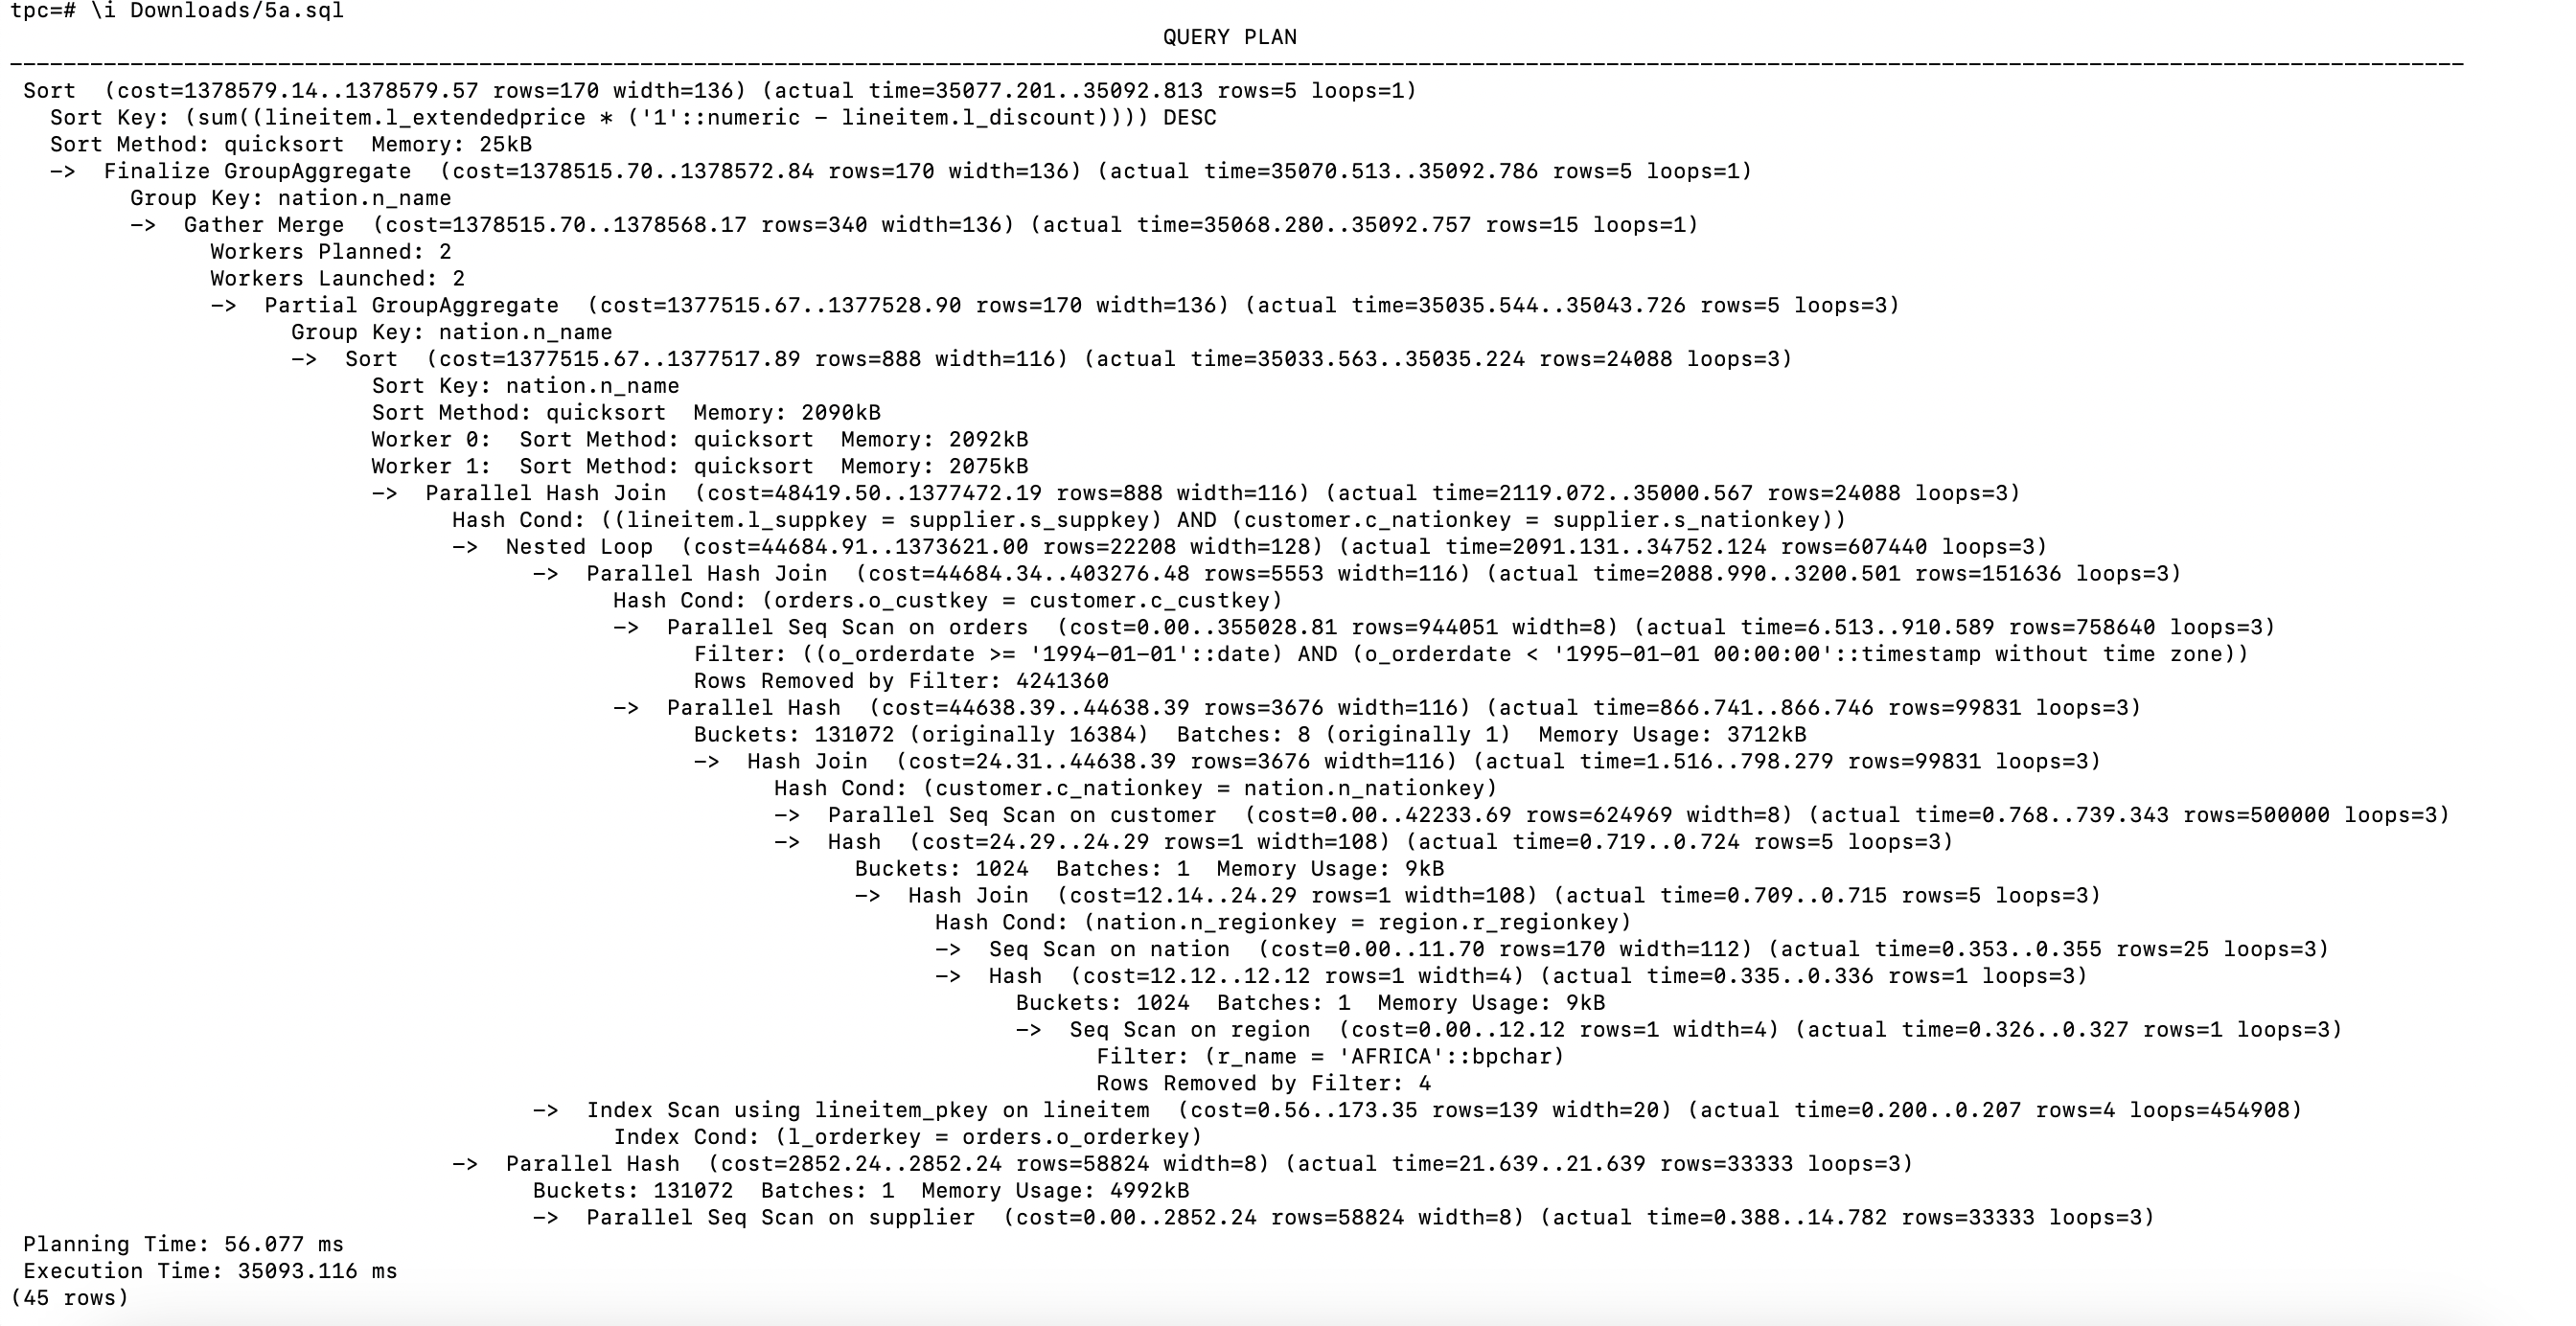 tpc=# \i Downloads/5a.sql
QUERY PLAN
--------------------------------------------------------------------------------------------------------------------------------------------------------------------------------------
Sort  (cost=1378579.14..1378579.57 rows=170 width=136) (actual time=35077.201..35092.813 rows=5 loops=1)
Sort Key: (sum((lineitem.l_extendedprice * ('1'::numeric - lineitem.l_discount)))) DESC
Sort Method: quicksort  Memory: 25kB
->  Finalize GroupAggregate  (cost=1378515.70..1378572.84 rows=170 width=136) (actual time=35070.513..35092.786 rows=5 loops=1)
Group Key: nation.n_name
->  Gather Merge  (cost=1378515.70..1378568.17 rows=340 width=136) (actual time=35068.280..35092.757 rows=15 loops=1)
Workers Planned: 2
Workers Launched: 2
->  Partial GroupAggregate  (cost=1377515.67..1377528.90 rows=170 width=136) (actual time=35035.544..35043.726 rows=5 loops=3)
Group Key: nation.n_name
->  Sort  (cost=1377515.67..1377517.89 rows=888 width=116) (actual time=35033.563..35035.224 rows=24088 loops=3)
Sort Key: nation.n_name
Sort Method: quicksort  Memory: 2090kB
Worker 0:  Sort Method: quicksort  Memory: 2092kB
Worker 1:  Sort Method: quicksort  Memory: 2075kB
->  Parallel Hash Join  (cost=48419.50..1377472.19 rows=888 width=116) (actual time=2119.072..35000.567 rows=24088 loops=3)
Hash Cond: ((lineitem.l_suppkey = supplier.s_suppkey) AND (customer.c_nationkey = supplier.s_nationkey))
->  Nested Loop  (cost=44684.91..1373621.00 rows=22208 width=128) (actual time=2091.131..34752.124 rows=607440 loops=3)
->  Parallel Hash Join  (cost=44684.34..403276.48 rows=5553 width=116) (actual time=2088.990..3200.501 rows=151636 loops=3)
Hash Cond: (orders.o_custkey = customer.c_custkey)
->  Parallel Seq Scan on orders  (cost=0.00..355028.81 rows=944051 width=8) (actual time=6.513..910.589 rows=758640 loops=3)
Filter: ((o_orderdate >= '1994-01-01'::date) AND (o_orderdate < '1995-01-01 00:00:00'::timestamp without time zone))
Rows Removed by Filter: 4241360
->  Parallel Hash  (cost=44638.39..44638.39 rows=3676 width=116) (actual time=866.741..866.746 rows=99831 loops=3)
Buckets: 131072 (originally 16384)  Batches: 8 (originally 1)  Memory Usage: 3712kB
->  Hash Join  (cost=24.31..44638.39 rows=3676 width=116) (actual time=1.516..798.279 rows=99831 loops=3)
Hash Cond: (customer.c_nationkey = nation.n_nationkey)
->  Parallel Seq Scan on customer  (cost=0.00..42233.69 rows=624969 width=8) (actual time=0.768..739.343 rows=500000 loops=3)
->  Hash  (cost=24.29..24.29 rows=1 width=108) (actual time=0.719..0.724 rows=5 loops=3)
Buckets: 1024  Batches: 1  Memory Usage: 9kB
->  Hash Join  (cost=12.14..24.29 rows=1 width=108) (actual time=0.709..0.715 rows=5 loops=3)
Hash Cond: (nation.n_regionkey = region.r_regionkey)
->  Seq Scan on nation  (cost=0.00..11.70 rows=170 width=112) (actual time=0.353..0.355 rows=25 loops=3)
->  Hash  (cost=12.12..12.12 rows=1 width=4) (actual time=0.335..0.336 rows=1 loops=3)
Buckets: 1024  Batches: 1  Memory Usage: 9kB
->  Seq Scan on region  (cost=0.00..12.12 rows=1 width=4) (actual time=0.326..0.327 rows=1 loops=3)
Filter: (r_name = 'AFRICA'::bpchar)
Rows Removed by Filter: 4
->  Index Scan using lineitem_pkey on lineitem  (cost=0.56..173.35 rows=139 width=20) (actual time=0.200..0.207 rows=4 loops=454908)
Index Cond: (l_orderkey = orders.o_orderkey)
->  Parallel Hash  (cost=2852.24..2852.24 rows=58824 width=8) (actual time=21.639..21.639 rows=33333 loops=3)
Buckets: 131072  Batches: 1  Memory Usage: 4992kB
->  Parallel Seq Scan on supplier  (cost=0.00..2852.24 rows=58824 width=8) (actual time=0.388..14.782 rows=33333 loops=3)
Planning Time: 56.077 ms
Execution Time: 35093.116 ms
(45 rows)